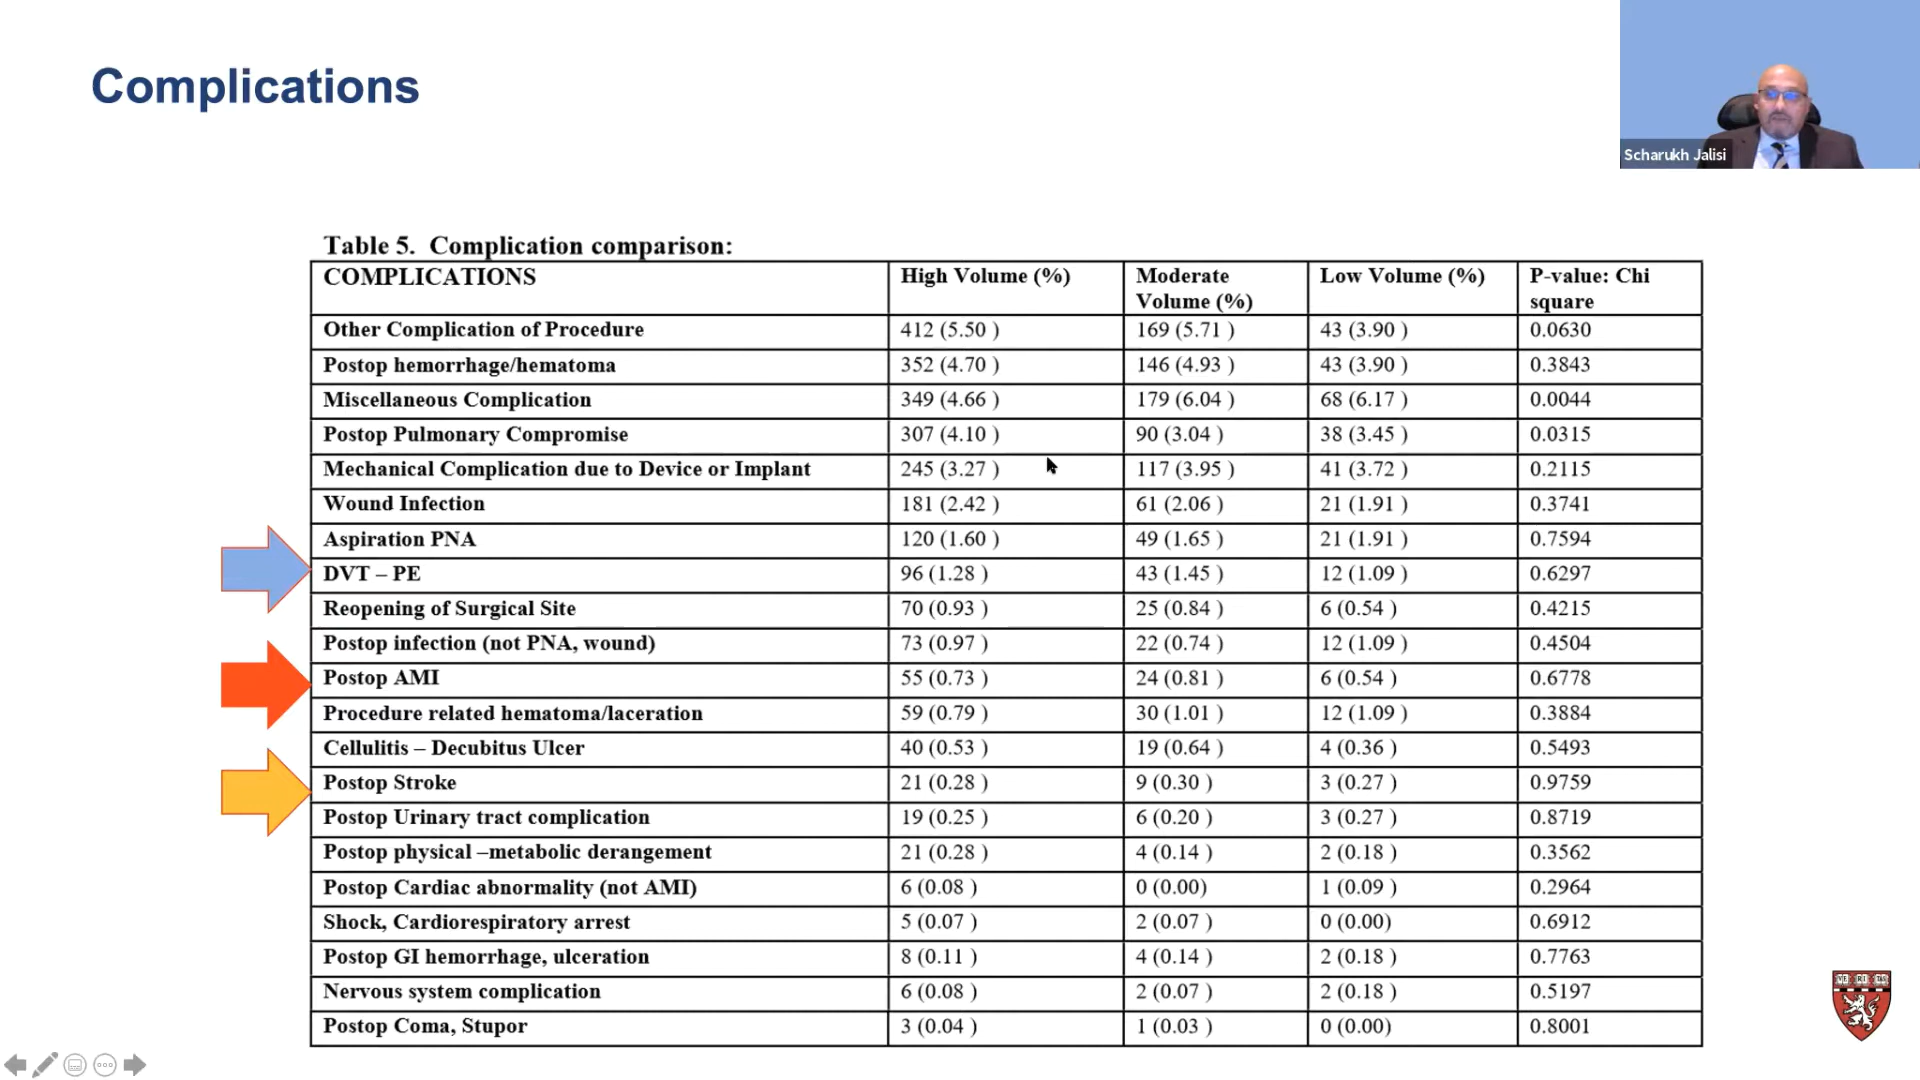 Complications
Scharukh Jalisi
Table 5. Complication comparison:
COMPLICATIONS High Volume (%) Moderate Volume (%) Low Volume (%) P-value: Chi square
Other Complication of Procedure 412 (5.50 ) 169 (5.71 ) 43 (3.90 ) 0.0630
Postop hemorrhage/hematoma 352 (4.70 ) 146 (4.93 ) 43 (3.90 ) 0.3843
Miscellaneous Complication 349 (4.66 ) 179 (6.04 ) 68 (6.17 ) 0.0044
Postop Pulmonary Compromise 307 (4.10 ) 90 (3.04 ) 38 (3.45 ) 0.0315
Mechanical Complication due to Device or Implant 245 (3.27 ) 117 (3.95 ) 41 (3.72 ) 0.2115
Wound Infection 181 (2.42 ) 61 (2.06 ) 21 (1.91 ) 0.3741
Aspiration PNA 120 (1.60 ) 49 (1.65 ) 21 (1.91 ) 0.7594
DVT – PE 96 (1.28 ) 43 (1.45 ) 12 (1.09 ) 0.6297
Reopening of Surgical Site 70 (0.93 ) 25 (0.84 ) 6 (0.54 ) 0.4215
Postop infection (not PNA, wound) 73 (0.97 ) 22 (0.74 ) 12 (1.09 ) 0.4504
Postop AMI 55 (0.73 ) 24 (0.81 ) 6 (0.54 ) 0.6778
Procedure related hematoma/laceration 59 (0.79 ) 30 (1.01 ) 12 (1.09 ) 0.3884
Cellulitis – Decubitus Ulcer 40 (0.53 ) 19 (0.64 ) 4 (0.36 ) 0.5493
Postop Stroke 21 (0.28 ) 9 (0.30 ) 3 (0.27 ) 0.9759
Postop Urinary tract complication 19 (0.25 ) 6 (0.20 ) 3 (0.27 ) 0.8719
Postop physical –metabolic derangement 21 (0.28 ) 4 (0.14 ) 2 (0.18 ) 0.3562
Postop Cardiac abnormality (not AMI) 6 (0.08 ) 0 (0.00) 1 (0.09 ) 0.2964
Shock, Cardiorespiratory arrest 5 (0.07 ) 2 (0.07 ) 0 (0.00) 0.6912
Postop GI hemorrhage, ulceration 8 (0.11 ) 4 (0.14 ) 2 (0.18 ) 0.7763
Nervous system complication 6 (0.08 ) 2 (0.07 ) 2 (0.18 ) 0.5197
Postop Coma, Stupor 3 (0.04 ) 1 (0.03 ) 0 (0.00) 0.8001
VE RI TAS